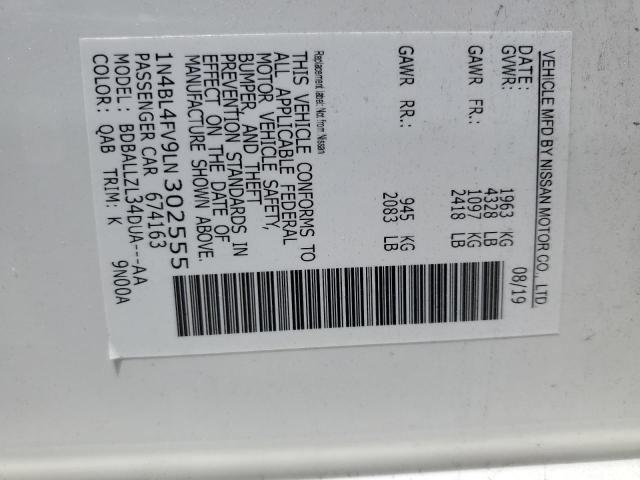 VEHICLE MFD BY NISSAN MOTOR CO., LTD
DATE: 08/19
GVWR: 1963 KG
4328 LB
GAWR FR.: 1097 KG
2418 LB
GAWR RR.: 945 KG
2083 LB
Replacement label: Not from Nissan
THIS VEHICLE CONFORMS TO
ALL APPLICABLE FEDERAL
MOTOR VEHICLE SAFETY,
BUMPER, AND THEFT
PREVENTION STANDARDS IN
EFFECT ON THE DATE OF
MANUFACTURE SHOWN ABOVE.
1N4BL4FV9LN302555
PASSENGER CAR 674163
MODEL: BDBALLZL34DUA---AA
COLOR: QAB TRIM: K 9N00A